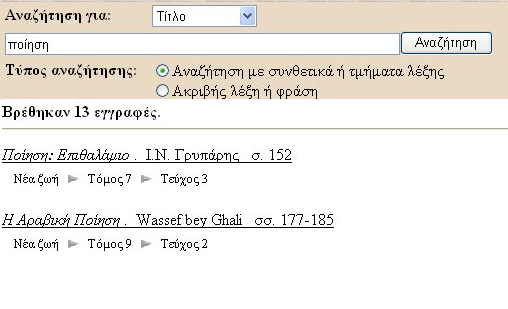 Αναζήτηση για: Τίτλο
ποίηση Αναζήτηση
Τύπος αναζήτησης: Αναζήτηση με συνθετικά ή τμήματα λέξης
Ακριβής λέξη ή φράση
Βρέθηκαν 13 εγγραφές.
Ποίηση: Επιθαλάμιο . Ι.Ν. Γρυπάρης σ. 152
Νέα ζωή Τόμος 7 Τεύχος 3
Η Αραβική Ποίηση . Wassef bey Ghali σσ. 177-185
Νέα ζωή Τόμος 9 Τεύχος 2